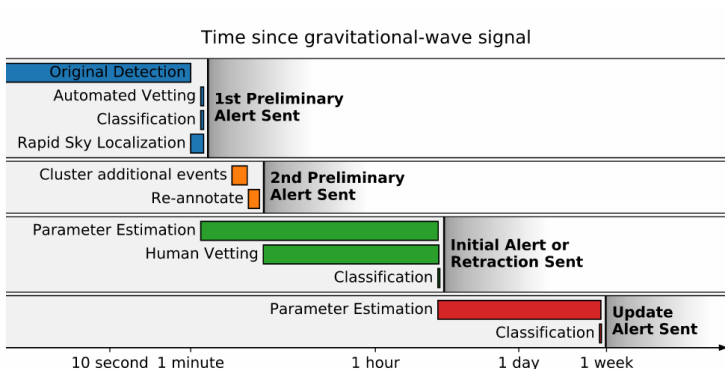 Time since gravitational-wave signal
Original Detection
Automated Vetting
Classification
Rapid Sky Localization
1st Preliminary
Alert Sent
Cluster additional events
Re-annotate
2nd Preliminary
Alert Sent
Parameter Estimation
Human Vetting
Classification
Initial Alert or
Retraction Sent
Parameter Estimation
Classification
Update
Alert Sent
10 second 1 minute 1 hour 1 day 1 week